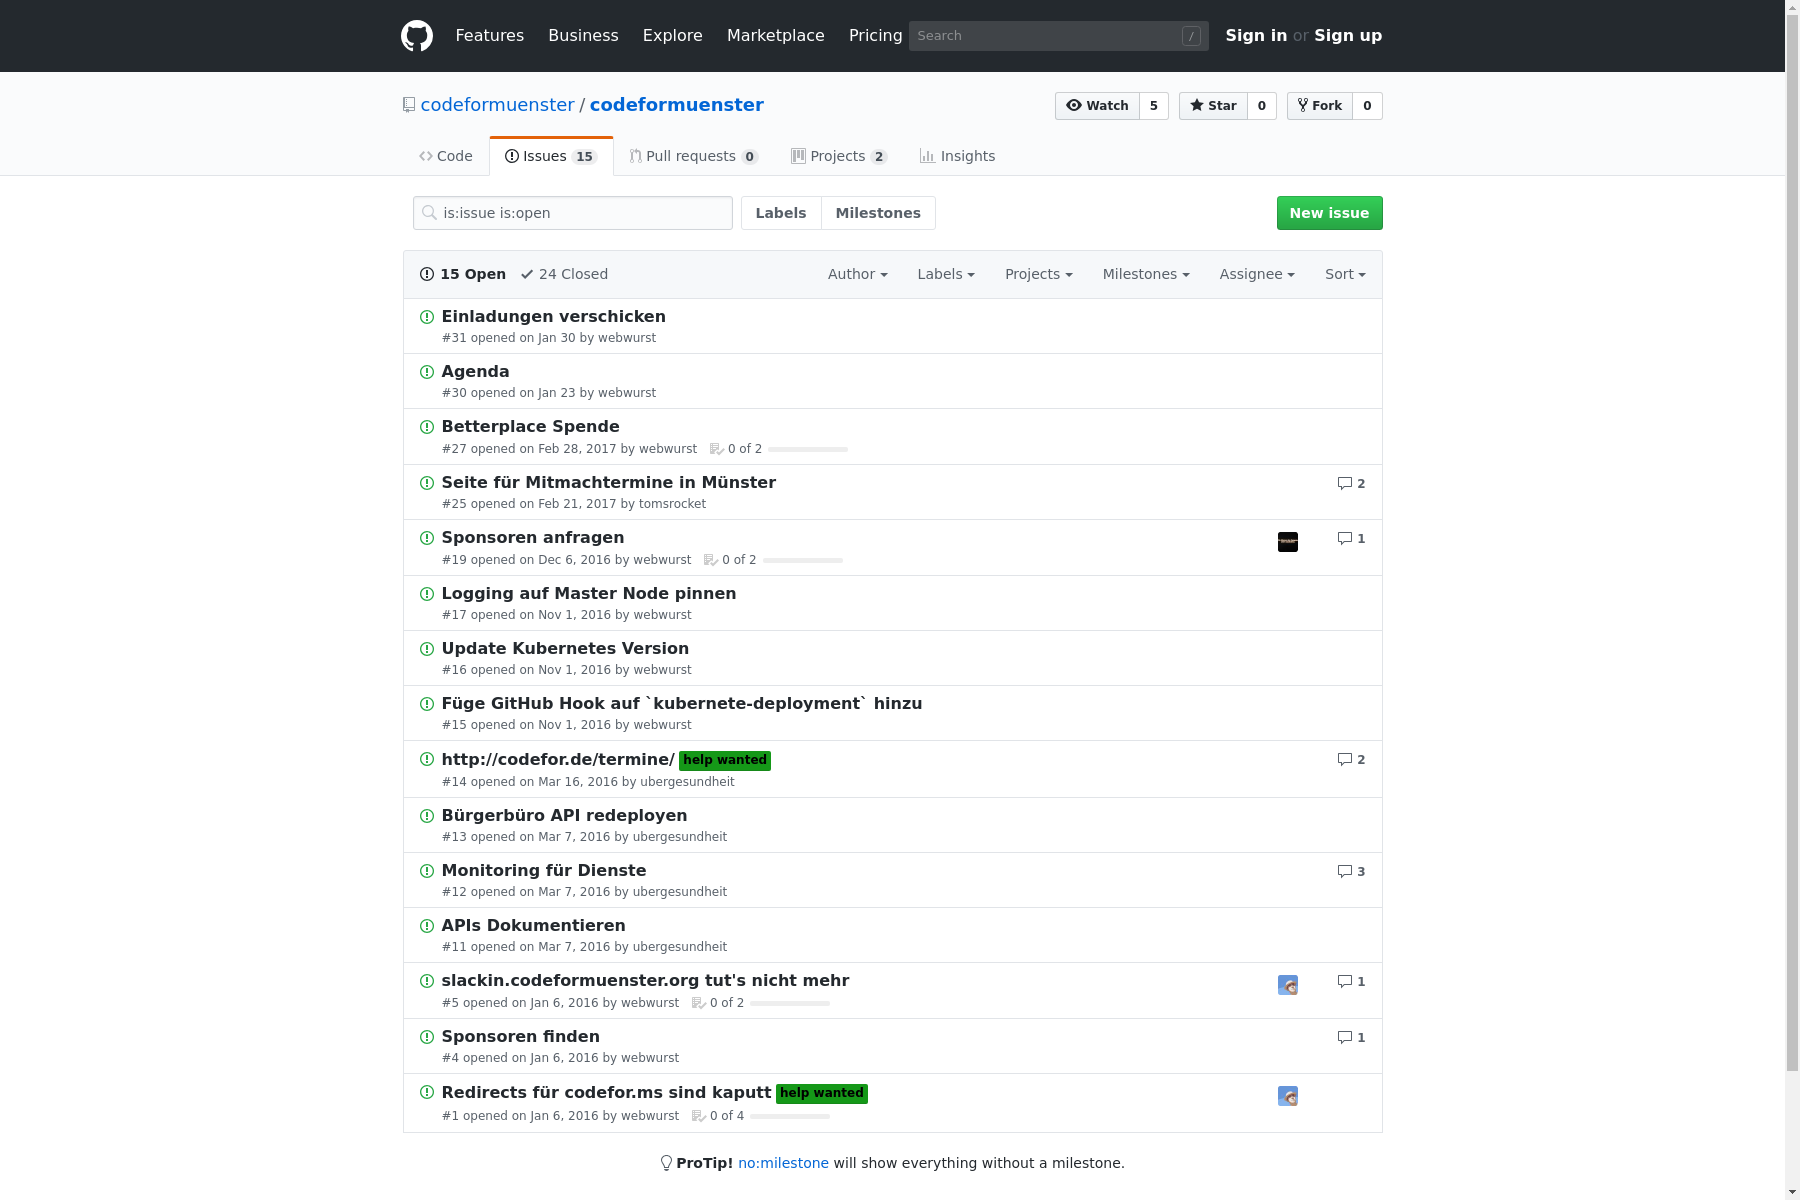 Features Business Explore Marketplace Pricing Search / Sign in or Sign up
codeformuenster / codeformuenster Watch 5 Star 0 Fork 0
Code Issues 15 Pull requests 0 Projects 2 Insights
is:issue is:open Labels Milestones New issue
15 Open 24 Closed Author Labels Projects Milestones Assignee Sort
Einladungen verschicken
#31 opened on Jan 30 by webwurst
Agenda
#30 opened on Jan 23 by webwurst
Betterplace Spende
#27 opened on Feb 28, 2017 by webwurst 0 of 2
Seite für Mitmachtermine in Münster 2
#25 opened on Feb 21, 2017 by tomsrocket
Sponsoren anfragen 1
#19 opened on Dec 6, 2016 by webwurst 0 of 2
Logging auf Master Node pinnen
#17 opened on Nov 1, 2016 by webwurst
Update Kubernetes Version
#16 opened on Nov 1, 2016 by webwurst
Füge GitHub Hook auf `kubernete-deployment` hinzu
#15 opened on Nov 1, 2016 by webwurst
http://codefor.de/termine/ help wanted 2
#14 opened on Mar 16, 2016 by ubergesundheit
Bürgerbüro API redeployen
#13 opened on Mar 7, 2016 by ubergesundheit
Monitoring für Dienste 3
#12 opened on Mar 7, 2016 by ubergesundheit
APIs Dokumentieren
#11 opened on Mar 7, 2016 by ubergesundheit
slackin.codeformuenster.org tut's nicht mehr 1
#5 opened on Jan 6, 2016 by webwurst 0 of 2
Sponsoren finden 1
#4 opened on Jan 6, 2016 by webwurst
Redirects für codefor.ms sind kaputt help wanted
#1 opened on Jan 6, 2016 by webwurst 0 of 4
ProTip! no:milestone will show everything without a milestone.